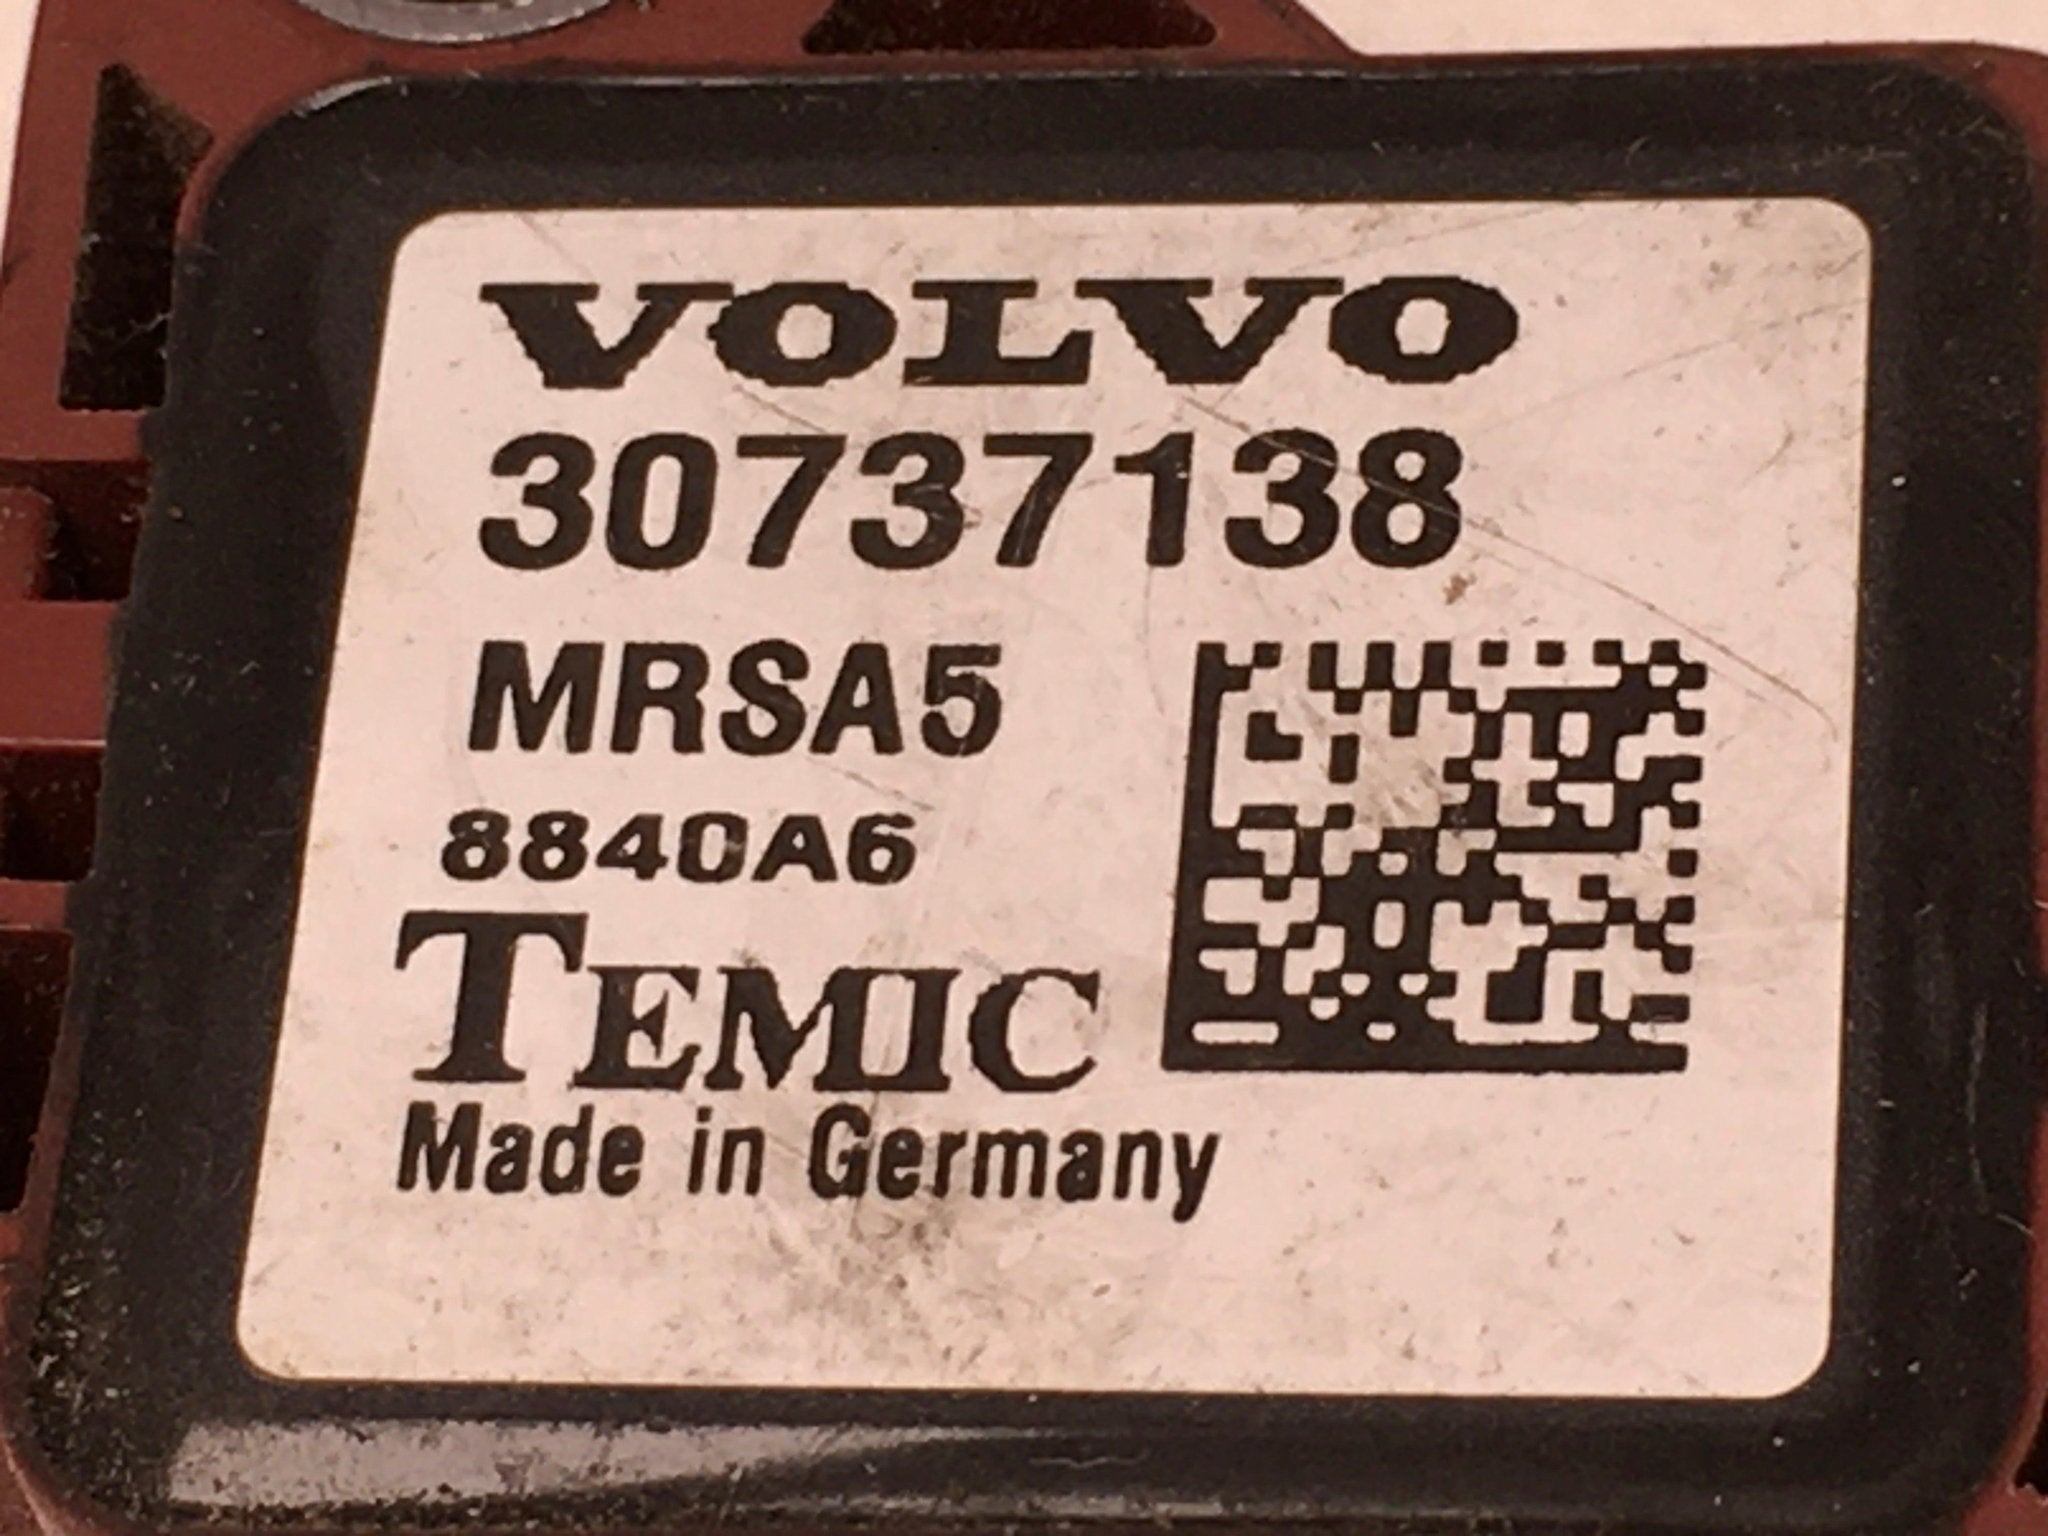 VOLVO
30737138
MRSA5
8840A6
TEMIC
Made in Germany